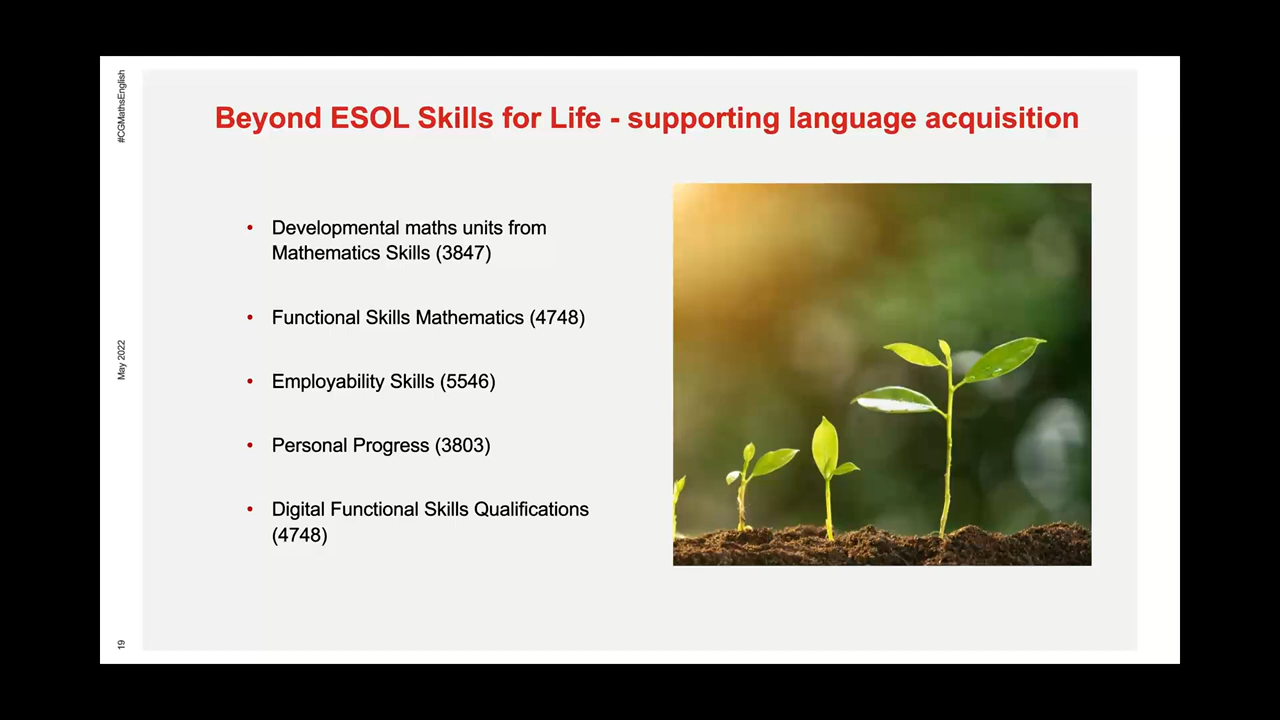 #CGMathsEnglish
May 2022
19
Beyond ESOL Skills for Life - supporting language acquisition
• Developmental maths units from
Mathematics Skills (3847)
• Functional Skills Mathematics (4748)
• Employability Skills (5546)
• Personal Progress (3803)
• Digital Functional Skills Qualifications
(4748)